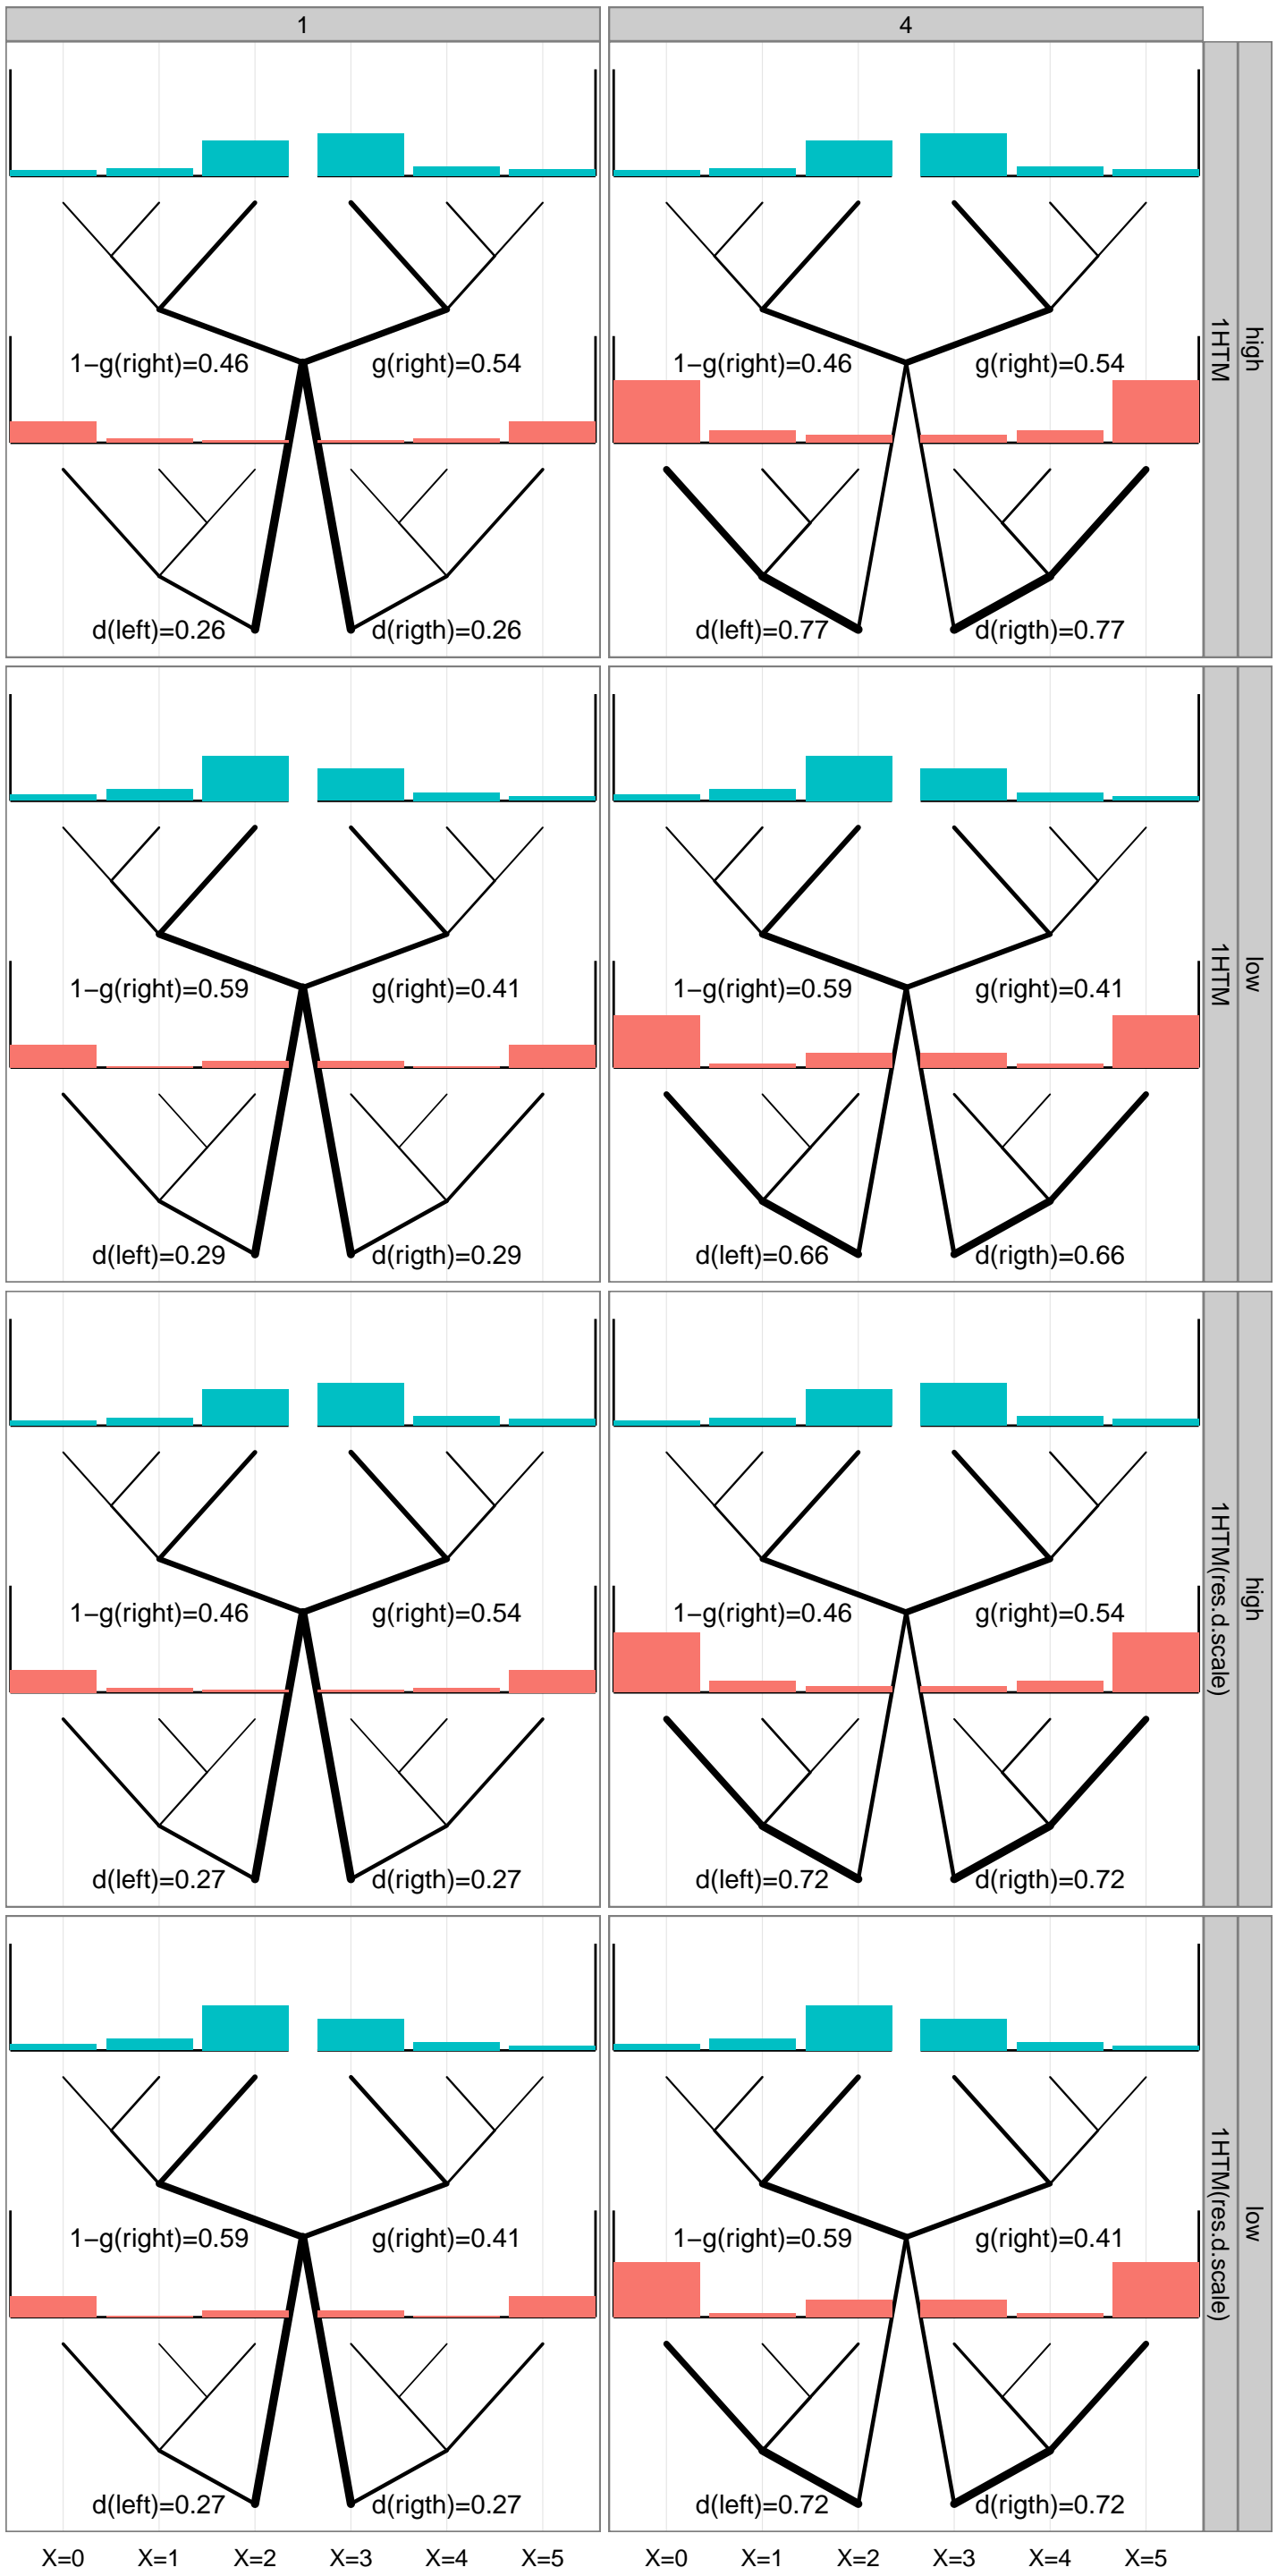 1 4
1−g(right)=0.46 g(right)=0.54 1−g(right)=0.46 g(right)=0.54
d(left)=0.26 d(rigth)=0.26 d(left)=0.77 d(rigth)=0.77
1HTM
high
1−g(right)=0.59 g(right)=0.41 1−g(right)=0.59 g(right)=0.41
d(left)=0.29 d(rigth)=0.29 d(left)=0.66 d(rigth)=0.66
1HTM
low
1−g(right)=0.46 g(right)=0.54 1−g(right)=0.46 g(right)=0.54
d(left)=0.27 d(rigth)=0.27 d(left)=0.72 d(rigth)=0.72
1HTM(res.d.scale)
high
1−g(right)=0.59 g(right)=0.41 1−g(right)=0.59 g(right)=0.41
d(left)=0.27 d(rigth)=0.27 d(left)=0.72 d(rigth)=0.72
1HTM(res.d.scale)
low
X=0 X=1 X=2 X=3 X=4 X=5 X=0 X=1 X=2 X=3 X=4 X=5